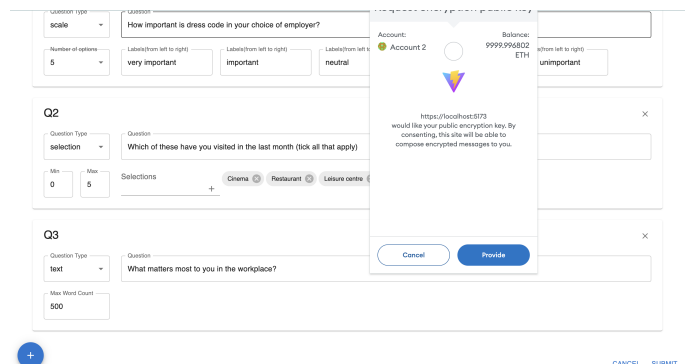 Question Type
scale
Question
How important is dress code in your choice of employer?
Number of options
5
Labels(from left to right)
very important
Labels(from left to right)
important
Labels(from left t
neutral
(from left to right)
unimportant
Request encryption public key
Account:
Account 2
Balance:
9999.996802
ETH
https://localhost:5173
would like your public encryption key. By
consenting, this site will be able to
compose encrypted messages to you.
Cancel
Provide
Q2
Question Type
selection
Question
Which of these have you visited in the last month (tick all that apply)
Min
0
Max
5
Selections
+
Cinema
Restaurant
Leisure centre
Q3
Question Type
text
Question
What matters most to you in the workplace?
Max Word Count
500
+
CANCEL
SUBMIT